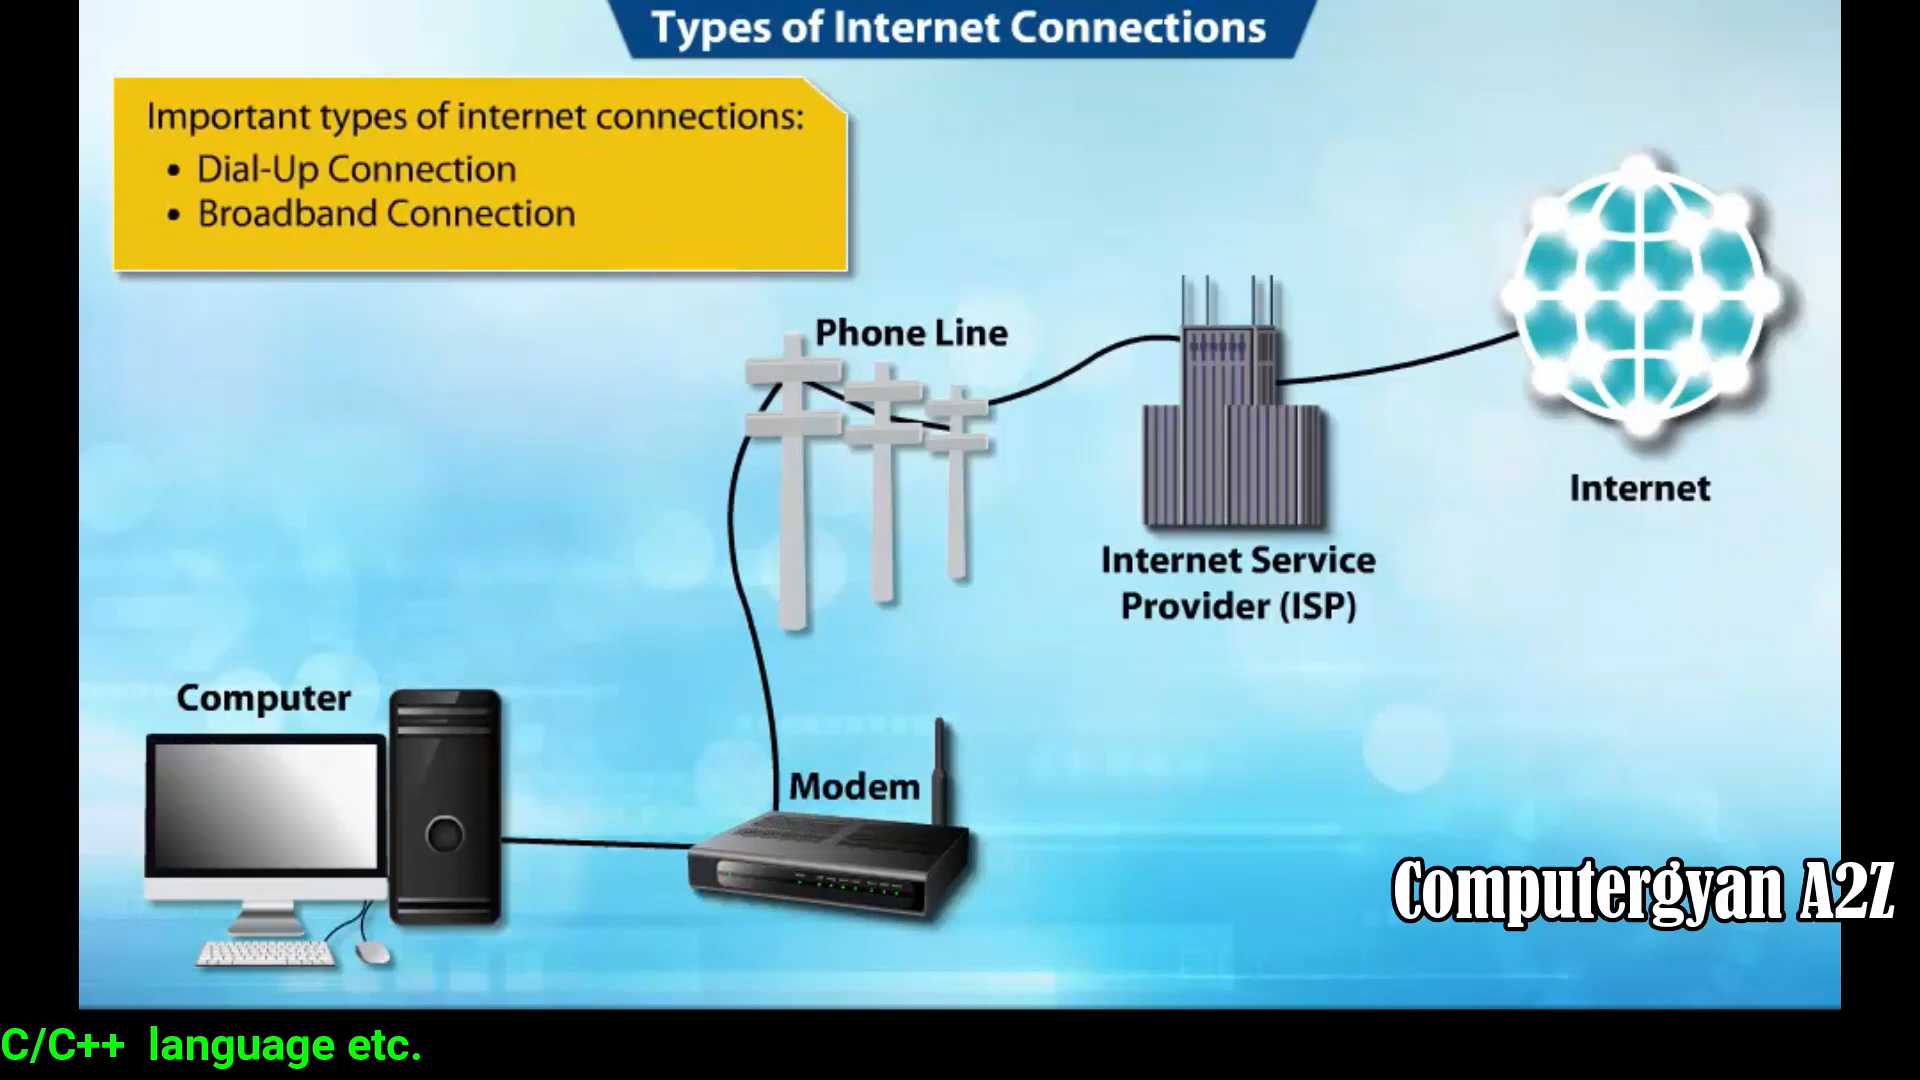 Types of Internet Connections
Important types of internet connections:
• Dial-Up Connection
• Broadband Connection
Phone Line
Internet
Internet Service
Provider (ISP)
Computer
Modem
Computergyan A2Z
C/C++ language etc.